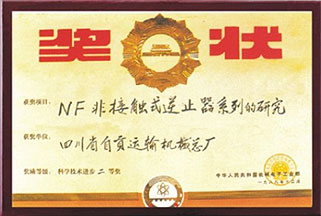 奖状
获奖项目：NF非接触式逆止器系列的研究
获奖单位：四川省自贡运输机械总厂
奖励等级：科学技术进步二等奖
中华人民共和国机械电子工业部